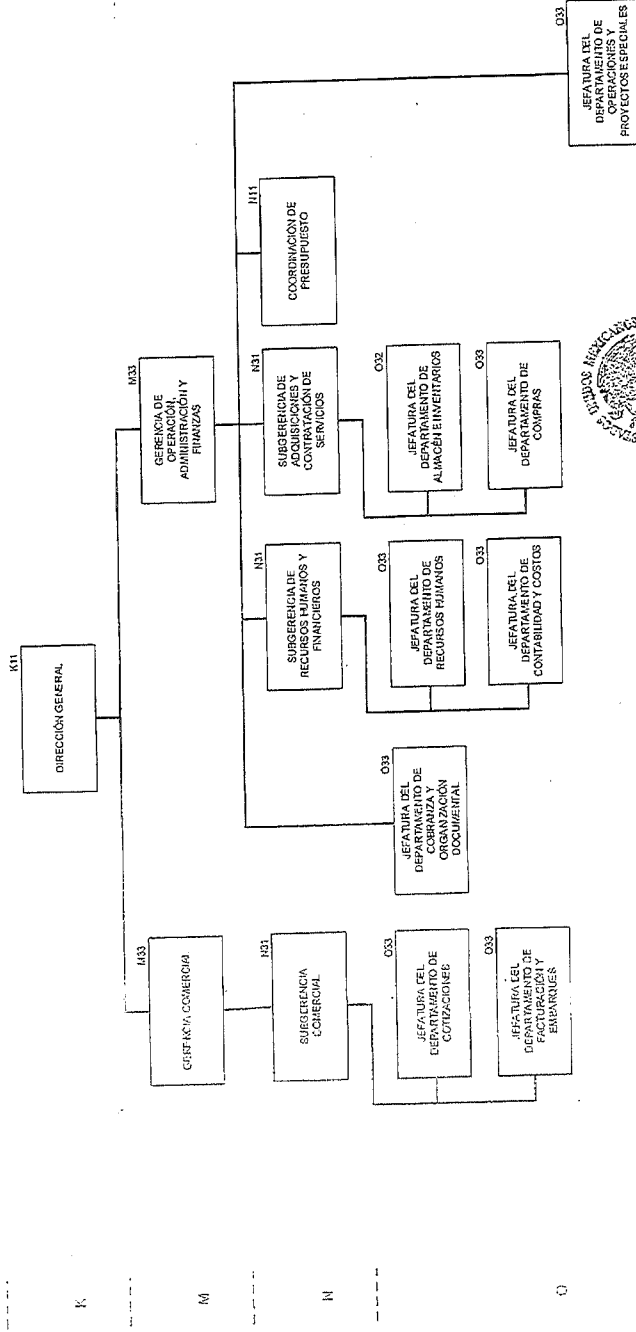 K
M
N
O
K11
DIRECCIÓN GENERAL
M33
GERENCIA COMERCIAL
M33
GERENCIA DE
OPERACIÓN,
ADMINISTRACIÓN Y
FINANZAS
N31
SUBGERENCIA
COMERCIAL
N31
SUBGERENCIA DE
RECURSOS HUMANOS Y
FINANCIEROS
N31
SUBGERENCIA DE
ADQUISICIONES Y
CONTRATACIÓN DE
SERVICIOS
N11
COORDINACIÓN DE
PRESUPUESTO
O33
JEFATURA DEL
DEPARTAMENTO DE
COTIZACIONES
O33
JEFATURA DEL
DEPARTAMENTO DE
COBRANZA Y
ORGANIZACIÓN
DOCUMENTAL
O33
JEFATURA DEL
DEPARTAMENTO DE
RECURSOS HUMANOS
O32
JEFATURA DEL
DEPARTAMENTO DE
ALMACÉN E INVENTARIOS
O33
JEFATURA DEL
DEPARTAMENTO DE
FACTURACIÓN Y
EMBARQUES
O33
JEFATURA DEL
DEPARTAMENTO DE
CONTABILIDAD Y COSTOS
O33
JEFATURA DEL
DEPARTAMENTO DE
COMPRAS
O33
JEFATURA DEL
DEPARTAMENTO DE
OPERACIONES Y
PROYECTOS ESPECIALES
UNIDOS MEXICANOS